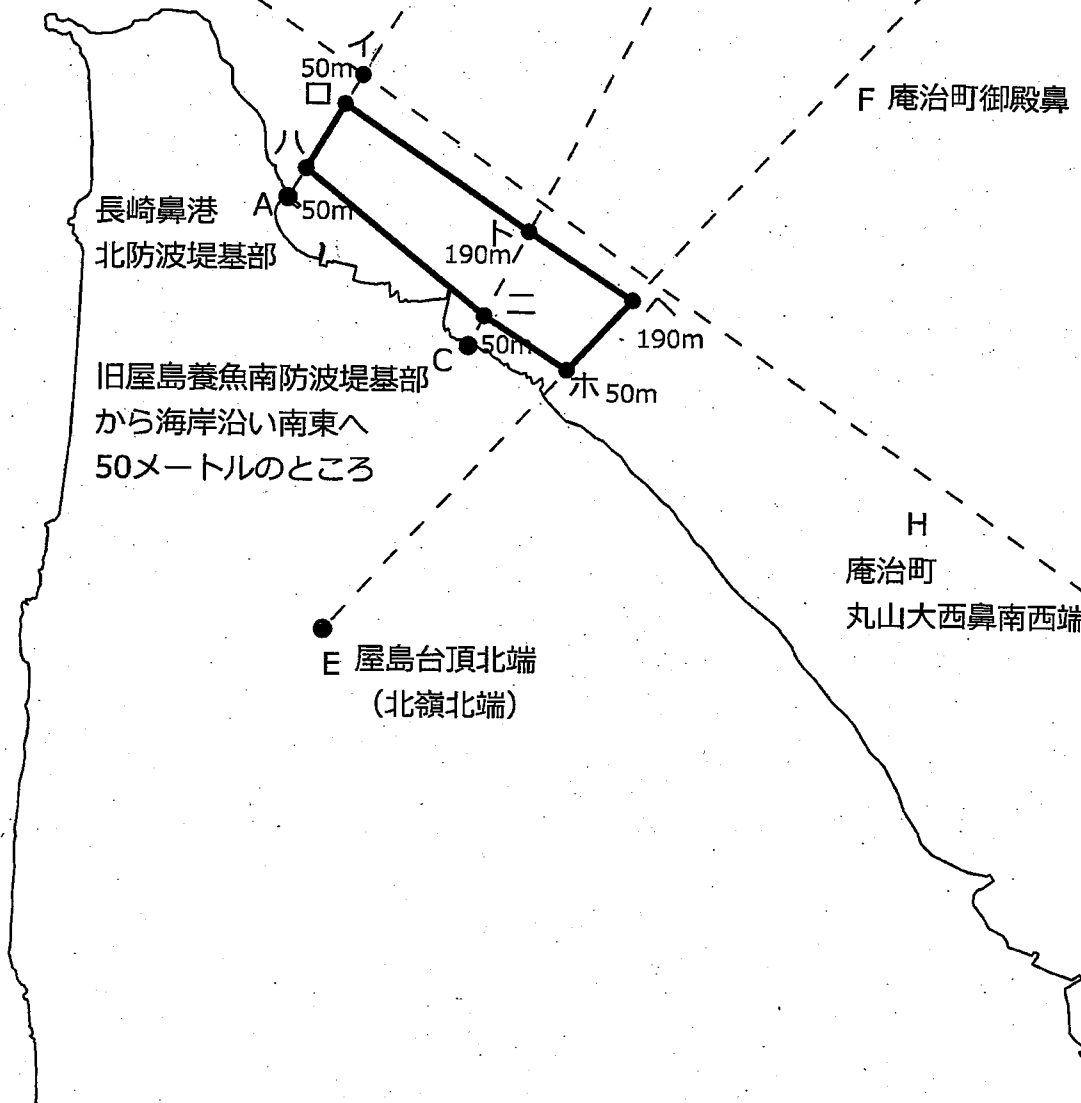 イ
50m
ロ
F 庵治町御殿鼻
ハ
長崎鼻港
北防波堤基部
A
50m
ト
190m
ニ
50m
C
ヘ
190m
ホ 50m
旧屋島養魚南防波堤基部
から海岸沿い南東へ
50メートルのところ
H
庵治町
丸山大西鼻南西端
E 屋島台頂北端
（北嶺北端）